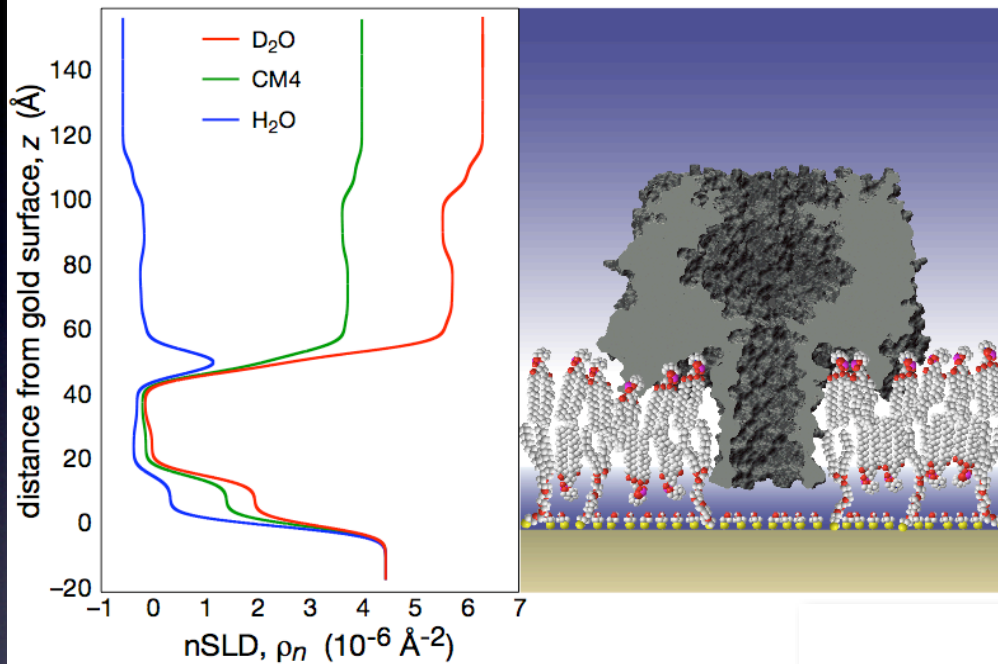 D₂O
CM4
H₂O
distance from gold surface, z (Å)
140
120
100
80
60
40
20
0
−20
−1 0 1 2 3 4 5 6 7
nSLD, ρn (10⁻⁶ Å⁻²)